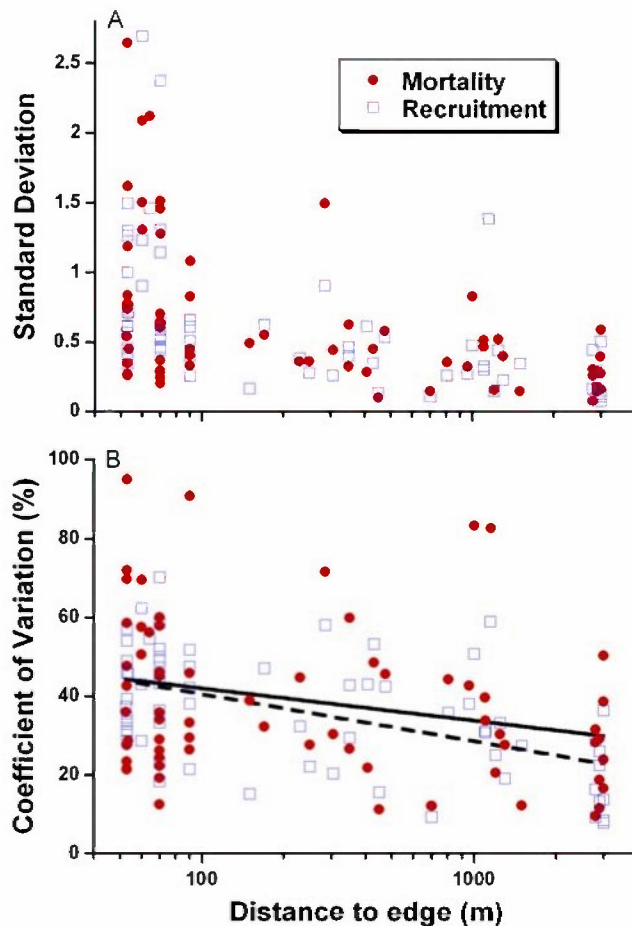 A
2.5
2
1.5
1
0.5
0
Standard Deviation
Mortality
Recruitment
B
100
80
60
40
20
0
Coefficient of Variation (%)
100
1000
Distance to edge (m)